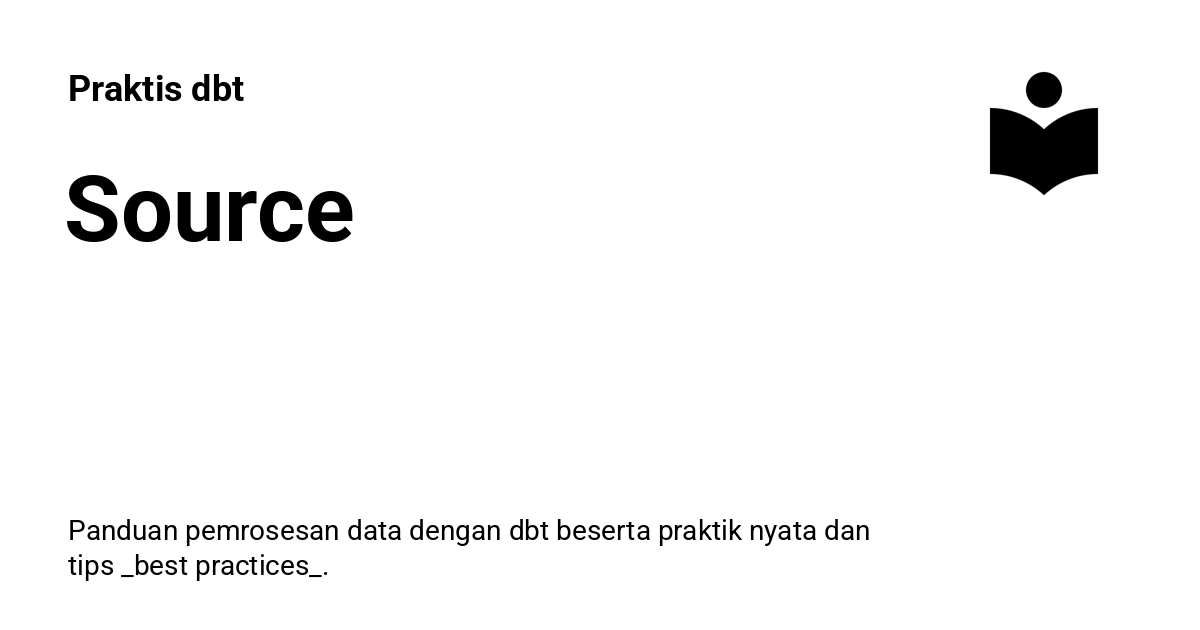 Praktis dbt
Source
Panduan pemrosesan data dengan dbt beserta praktik nyata dan
tips _best practices_.